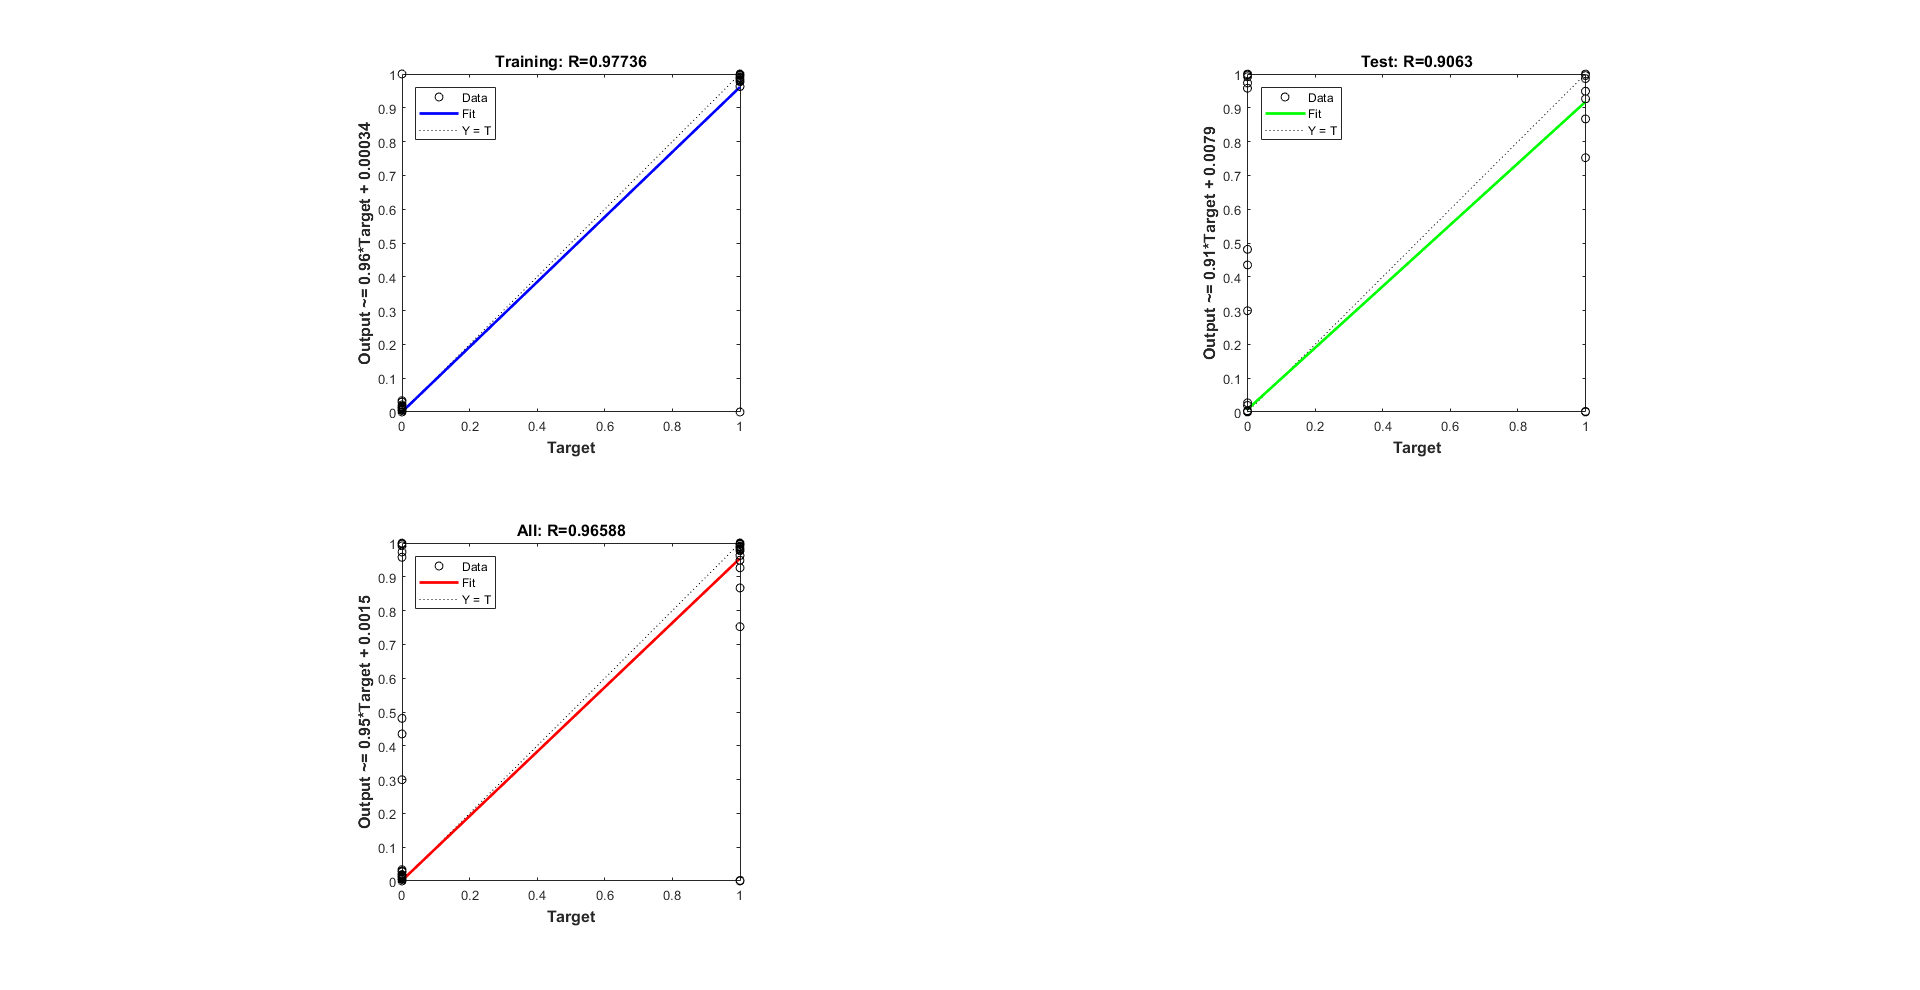 Training: R=0.97736
Output ~= 0.96*Target + 0.00034
1
0.9
0.8
0.7
0.6
0.5
0.4
0.3
0.2
0.1
0
Data
Fit
Y = T
0 0.2 0.4 0.6 0.8 1
Target
Test: R=0.9063
Output ~= 0.91*Target + 0.0079
1
0.9
0.8
0.7
0.6
0.5
0.4
0.3
0.2
0.1
0
Data
Fit
Y = T
0 0.2 0.4 0.6 0.8 1
Target
All: R=0.96588
Output ~= 0.95*Target + 0.0015
1
0.9
0.8
0.7
0.6
0.5
0.4
0.3
0.2
0.1
0
Data
Fit
Y = T
0 0.2 0.4 0.6 0.8 1
Target